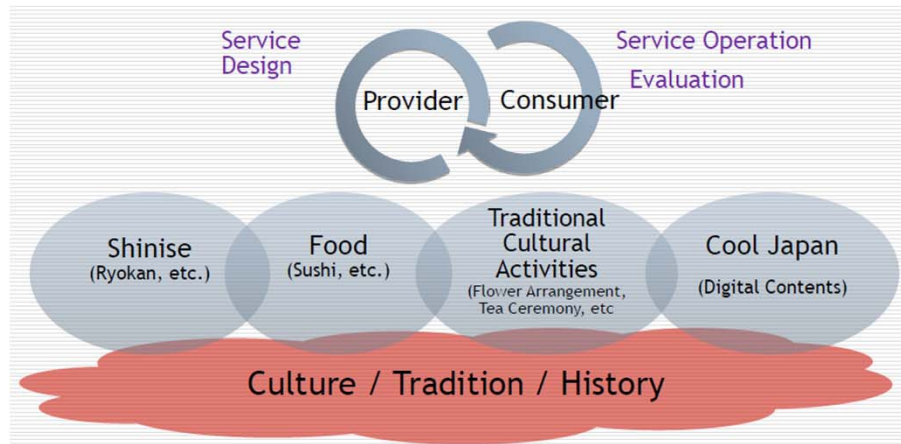 Service
Design
Service Operation
Evaluation
Provider
Consumer
Shinise
(Ryokan, etc.)
Food
(Sushi, etc.)
Traditional
Cultural
Activities
(Flower Arrangement,
Tea Ceremony, etc
Cool Japan
(Digital Contents)
Culture / Tradition / History